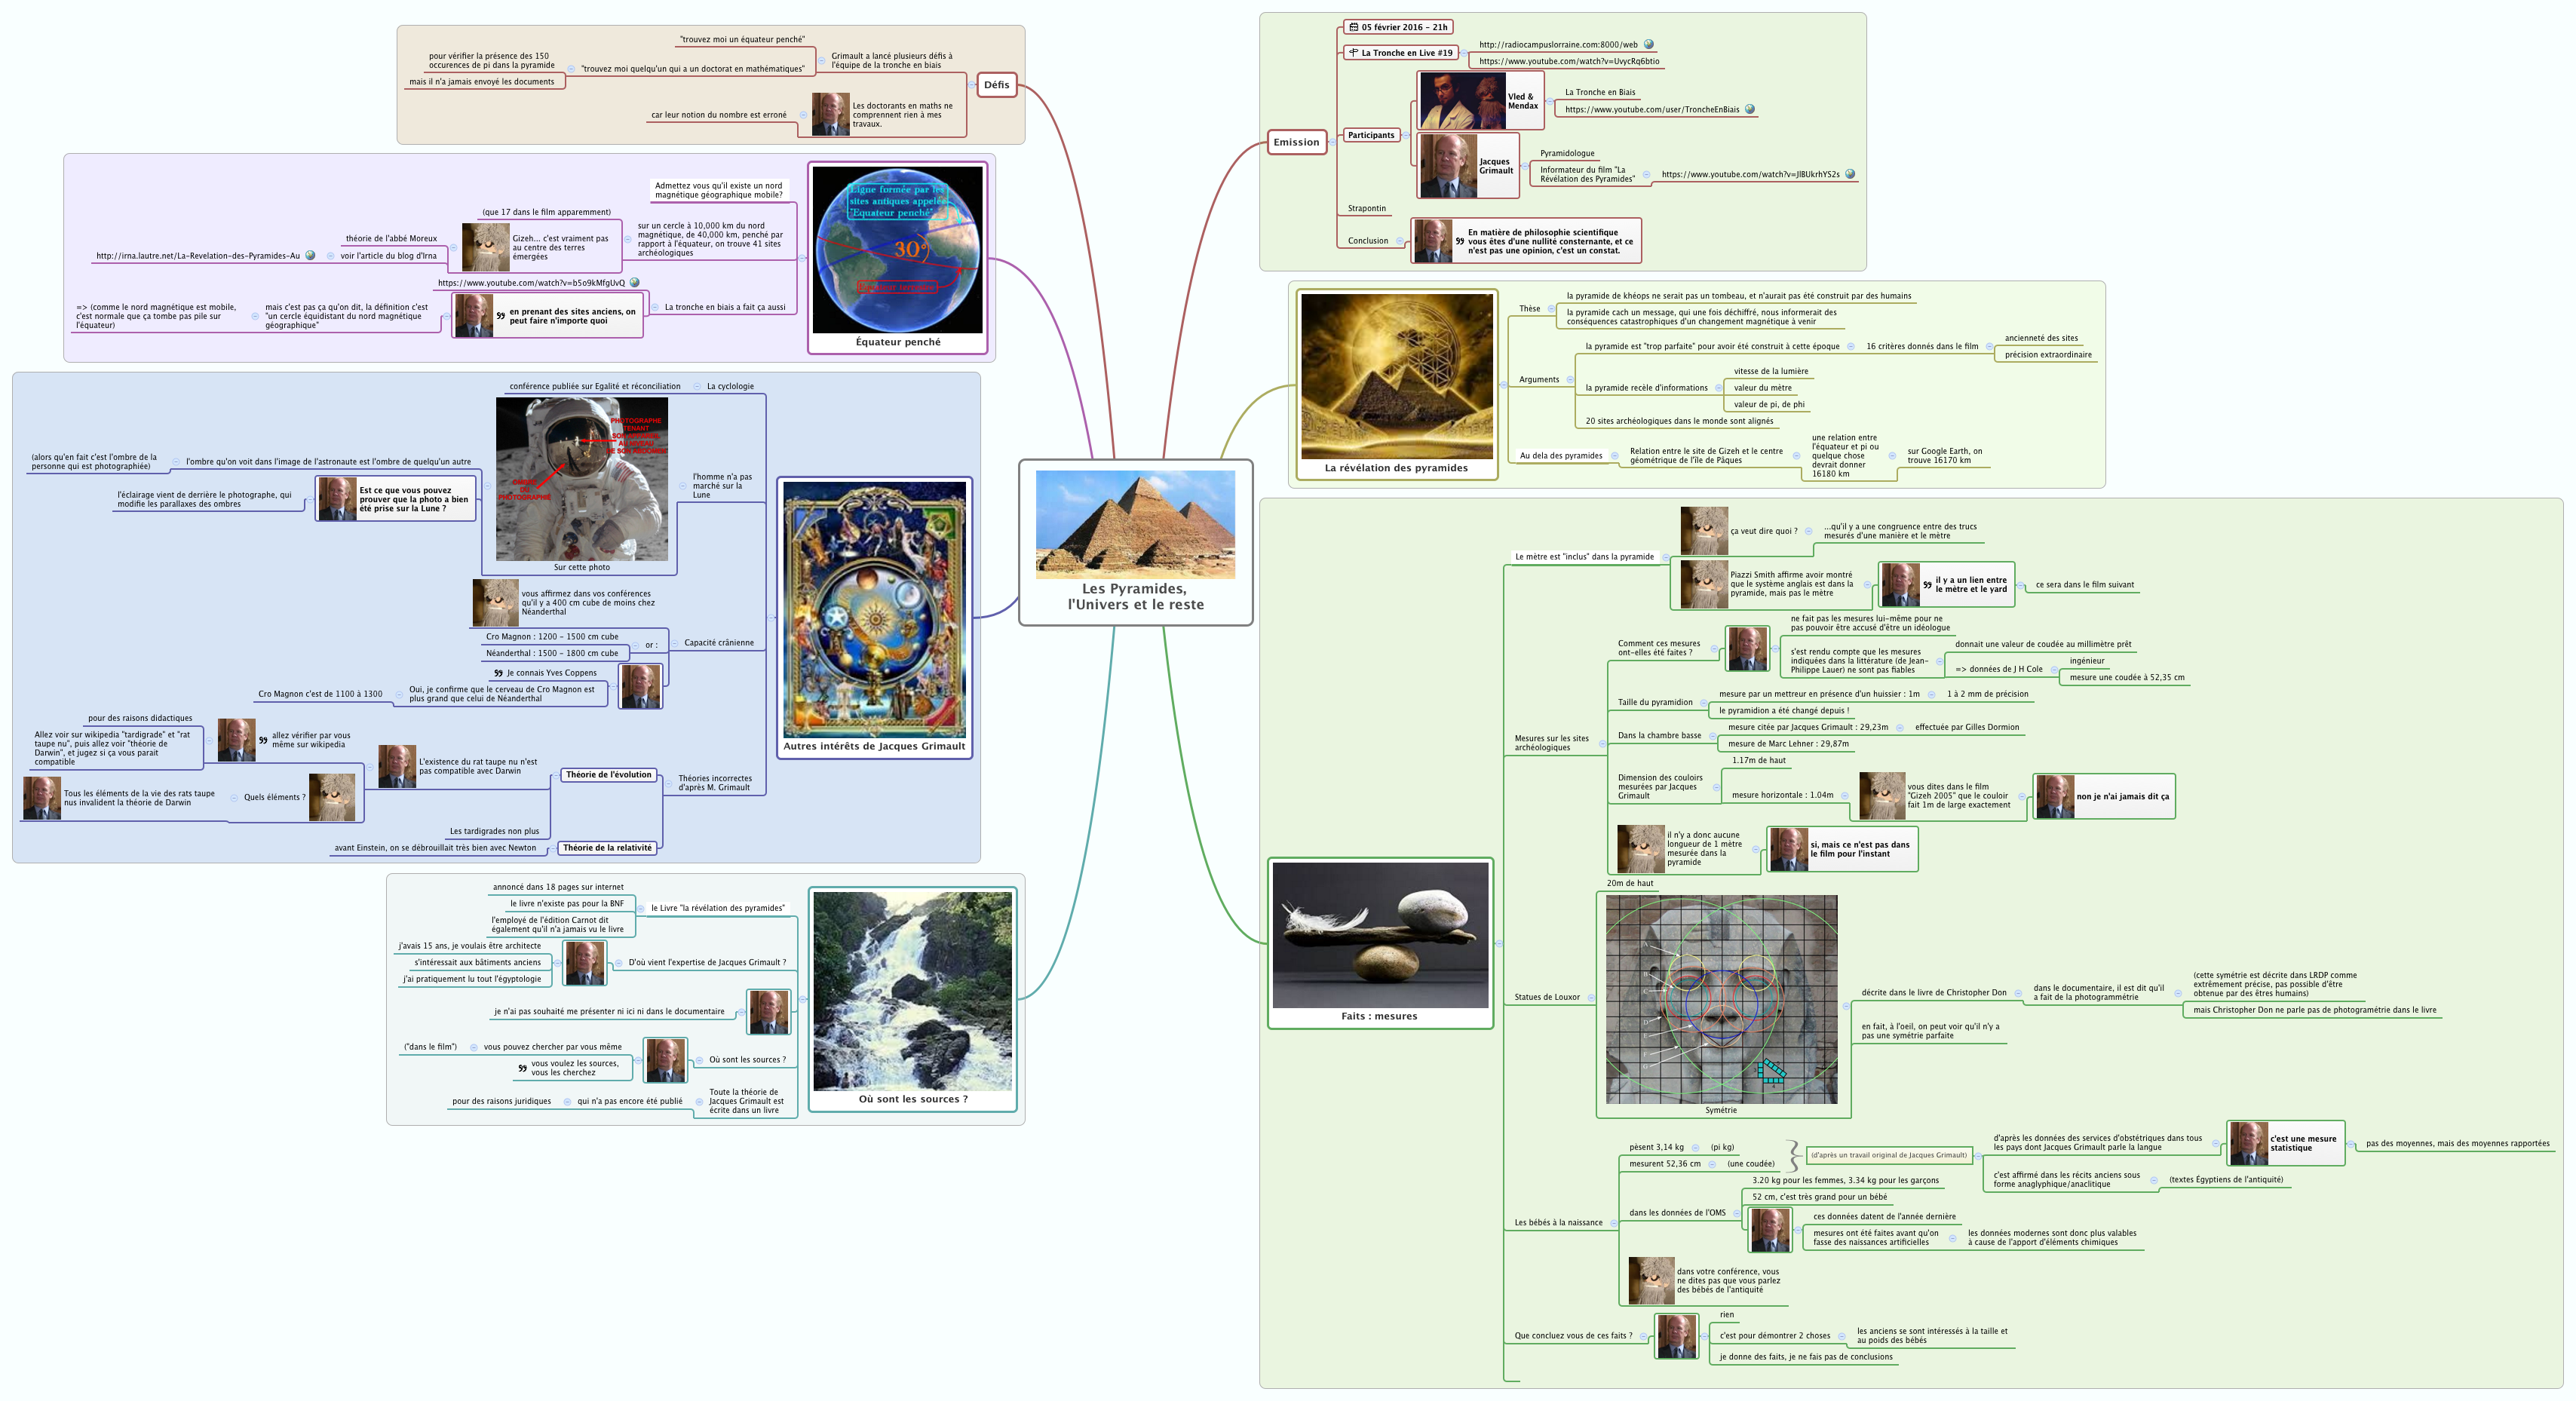 Les Pyramides,
l'Univers et le reste
Emission
05 février 2016 - 21h
La Tronche en Live #19
http://radiocampuslorraine.com:8000/web
https://www.youtube.com/watch?v=UvycRq6btio
Participants
Vled &
Mendax
La Tronche en Biais
https://www.youtube.com/user/TroncheEnBiais
Jacques
Grimault
Pyramidologue
Informateur du film "La
Révélation des Pyramides"
https://www.youtube.com/watch?v=JlBUkrhYS2s
Strapontin
Conclusion
En matière de philosophie scientifique
vous êtes d'une nullité consternante, et ce
n'est pas une opinion, c'est un constat.
La révélation des pyramides
Thèse
la pyramide de khéops ne serait pas un tombeau, et n'aurait pas été construit par des humains
la pyramide cach un message, qui une fois déchiffré, nous informerait des
conséquences catastrophiques d'un changement magnétique à venir
Arguments
la pyramide est "trop parfaite" pour avoir été construit à cette époque
16 critères donnés dans le film
ancienneté des sites
précision extraordinaire
la pyramide recèle d'informations
vitesse de la lumière
valeur du mètre
valeur de pi, de phi
20 sites archéologiques dans le monde sont alignés
Au dela des pyramides
Relation entre le site de Gizeh et le centre
géométrique de l'île de Pâques
une relation entre
l'équateur et pi ou
quelque chose
devrait donner
16180 km
sur Google Earth, on
trouve 16170 km
Faits : mesures
Le mètre est "inclus" dans la pyramide
ça veut dire quoi ?
...qu'il y a une congruence entre des trucs
mesurés d'une manière et le mètre
Piazzi Smith affirme avoir montré
que le système anglais est dans la
pyramide, mais pas le mètre
il y a un lien entre
le mètre et le yard
ce sera dans le film suivant
Mesures sur les sites
archéologiques
Comment ces mesures
ont-elles été faites ?
ne fait pas les mesures lui-même pour ne
pas pouvoir être accusé d'être un idéologue
s'est rendu compte que les mesures
indiquées dans la littérature (de Jean-
Philippe Lauer) ne sont pas fiables
donnait une valeur de coudée au millimètre prêt
=> données de J H Cole
ingénieur
mesure une coudée à 52,35 cm
Taille du pyramidion
mesure par un mettreur en présence d'un huissier : 1m
1 à 2 mm de précision
le pyramidion a été changé depuis !
Dans la chambre basse
mesure citée par Jacques Grimault : 29,23m
effectuée par Gilles Dormion
mesure de Marc Lehner : 29,87m
Dimension des couloirs
mesurées par Jacques
Grimault
1.17m de haut
mesure horizontale : 1.04m
vous dites dans le film
"Gizeh 2005" que le couloir
fait 1m de large exactement
non je n'ai jamais dit ça
il n'y a donc aucune
longueur de 1 mètre
mesurée dans la
pyramide
si, mais ce n'est pas dans
le film pour l'instant
Statues de Louxor
20m de haut
Symétrie
décrite dans le livre de Christopher Don
dans le documentaire, il est dit qu'il
a fait de la photogrammétrie
(cette symétrie est décrite dans LRDP comme
extrêmement précise, pas possible d'être
obtenue par des êtres humains)
mais Christopher Don ne parle pas de photogramétrie dans le livre
en fait, à l'oeil, on peut voir qu'il n'y a
pas une symétrie parfaite
Les bébés à la naissance
pèsent 3,14 kg
(pi kg)
mesurent 52,36 cm
(une coudée)
(d'après un travail original de Jacques Grimault)
d'après les données des services d'obstétriques dans tous
les pays dont Jacques Grimault parle la langue
c'est une mesure
statistique
pas des moyennes, mais des moyennes rapportées
c'est affirmé dans les récits anciens sous
forme anaglyphique/anaclitique
(textes Égyptiens de l'antiquité)
dans les données de l'OMS
3.20 kg pour les femmes, 3.34 kg pour les garçons
52 cm, c'est très grand pour un bébé
ces données datent de l'année dernière
mesures ont été faites avant qu'on
fasse des naissances artificielles
les données modernes sont donc plus valables
à cause de l'apport d'éléments chimiques
dans votre conférence, vous
ne dites pas que vous parlez
des bébés de l'antiquité
Que concluez vous de ces faits ?
rien
c'est pour démontrer 2 choses
les anciens se sont intéressés à la taille et
au poids des bébés
je donne des faits, je ne fais pas de conclusions
Défis
Grimault a lancé plusieurs défis à
l'équipe de la tronche en biais
"trouvez moi un équateur penché"
"trouvez moi quelqu'un qui a un doctorat en mathématiques"
pour vérifier la présence des 150
occurences de pi dans la pyramide
mais il n'a jamais envoyé les documents
Les doctorants en maths ne
comprennent rien à mes
travaux.
car leur notion du nombre est erroné
Équateur penché
Ligne formée par les
sites antiques appelée
"Equateur penché"
30°
Equateur terrestre
Admettez vous qu'il existe un nord
magnétique géographique mobile?
sur un cercle à 10,000 km du nord
magnétique, de 40,000 km, penché par
rapport à l'équateur, on trouve 41 sites
archéologiques
(que 17 dans le film apparemment)
Gizeh... c'est vraiment pas
au centre des terres
émergées
théorie de l'abbé Moreux
voir l'article du blog d'Irna
http://irna.lautre.net/La-Revelation-des-Pyramides-Au
La tronche en biais a fait ça aussi
https://www.youtube.com/watch?v=b5o9kMfgUvQ
en prenant des sites anciens, on
peut faire n'importe quoi
mais c'est pas ça qu'on dit, la définition c'est
"un cercle équidistant du nord magnétique
géographique"
=> (comme le nord magnétique est mobile,
c'est normale que ça tombe pas pile sur
l'équateur)
Autres intérêts de Jacques Grimault
La cyclologie
conférence publiée sur Egalité et réconciliation
l'homme n'a pas
marché sur la
Lune
PHOTOGRAPHE
TENANT
OMBRE
DU
PHOTOGRAPHIÉ
Sur cette photo
l'ombre qu'on voit dans l'image de l'astronaute est l'ombre de quelqu'un autre
(alors qu'en fait c'est l'ombre de la
personne qui est photographiée)
Est ce que vous pouvez
prouver que la photo a bien
été prise sur la Lune ?
l'éclairage vient de derrière le photographe, qui
modifie les parallaxes des ombres
Capacité crânienne
vous affirmez dans vos conférences
qu'il y a 400 cm cube de moins chez
Néanderthal
or :
Cro Magnon : 1200 - 1500 cm cube
Néanderthal : 1500 - 1800 cm cube
Je connais Yves Coppens
Oui, je confirme que le cerveau de Cro Magnon est
plus grand que celui de Néanderthal
Cro Magnon c'est de 1100 à 1300
Théories incorrectes
d'après M. Grimault
Théorie de l'évolution
L'existence du rat taupe nu n'est
pas compatible avec Darwin
allez vérifier par vous
même sur wikipedia
pour des raisons didactiques
Allez voir sur wikipedia "tardigrade" et "rat
taupe nu", puis allez voir "théorie de
Darwin", et jugez si ça vous parait
compatible
Quels éléments ?
Tous les éléments de la vie des rats taupe
nus invalident la théorie de Darwin
Les tardigrades non plus
Théorie de la relativité
avant Einstein, on se débrouillait très bien avec Newton
Où sont les sources ?
le Livre "la révélation des pyramides"
annoncé dans 18 pages sur internet
le livre n'existe pas pour la BNF
l'employé de l'édition Carnot dit
également qu'il n'a jamais vu le livre
D'où vient l'expertise de Jacques Grimault ?
j'avais 15 ans, je voulais être architecte
s'intéressait aux bâtiments anciens
j'ai pratiquement lu tout l'égyptologie
je n'ai pas souhaité me présenter ni ici ni dans le documentaire
Où sont les sources ?
vous pouvez chercher par vous même
("dans le film")
vous voulez les sources,
vous les cherchez
Toute la théorie de
Jacques Grimault est
écrite dans un livre
qui n'a pas encore été publié
pour des raisons juridiques